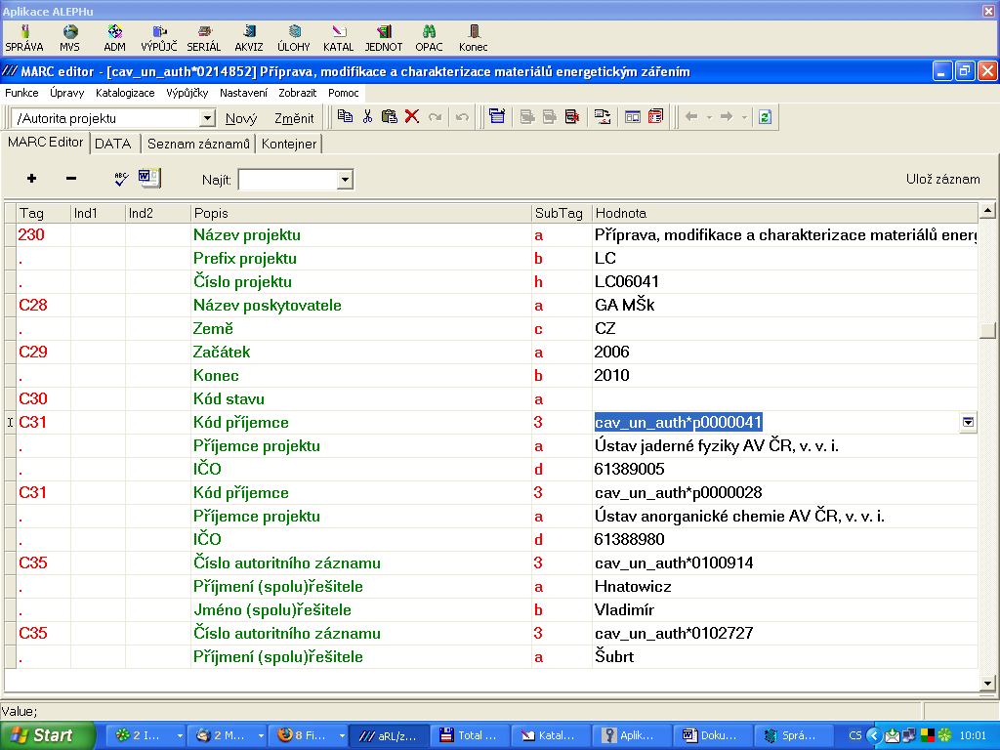 Aplikace ALEPHu
SPRÁVA MVS ADM VÝPŮJČ SERIÁL AKVIZ ÚLOHY KATAL JEDNOT OPAC Konec
MARC editor - [cav_un_auth*0214852] Příprava, modifikace a charakterizace materiálů energetickým zářením
Funkce Úpravy Katalogizace Výpůjčky Nastavení Zobrazit Pomoc
/Autorita projektu Nový Změnit
MARC Editor DATA Seznam záznamů Kontejner
+ - ABC W Najít: Ulož záznam
Tag Ind1 Ind2 Popis SubTag Hodnota
230 Název projektu a Příprava, modifikace a charakterizace materiálů energ
. Prefix projektu b LC
. Číslo projektu h LC06041
C28 Název poskytovatele a GA MŠk
. Země c CZ
C29 Začátek a 2006
. Konec b 2010
C30 Kód stavu a
C31 Kód příjemce 3 cav_un_auth*p0000041
. Příjemce projektu a Ústav jaderné fyziky AV ČR, v. v. i.
. IČO d 61389005
C31 Kód příjemce 3 cav_un_auth*p0000028
. Příjemce projektu a Ústav anorganické chemie AV ČR, v. v. i.
. IČO d 61388980
C35 Číslo autoritního záznamu 3 cav_un_auth*0100914
. Příjmení (spolu)řešitele a Hnatowicz
. Jméno (spolu)řešitele b Vladimír
C35 Číslo autoritního záznamu 3 cav_un_auth*0102727
. Příjmení (spolu)řešitele a Šubrt
Value;
Start 2 I... 2 M... 8 Fi... aRL/z... Total ... Katal... Aplik... Doku... Sprá... CS 10:01